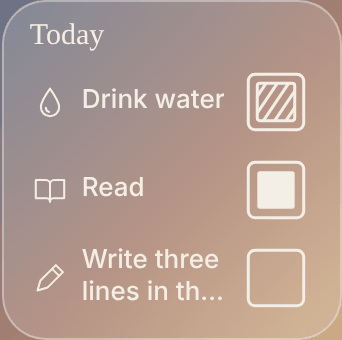 Today
Drink water
Read
Write three
lines in th...